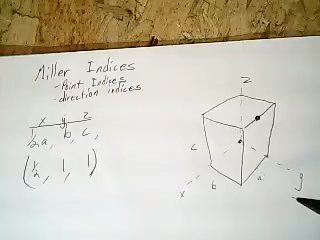 Miller Indices
- Point Indices
- direction indices
x y z
1/2a, b, c,
(1/2, 1, 1)
z
c
x
b
a
y